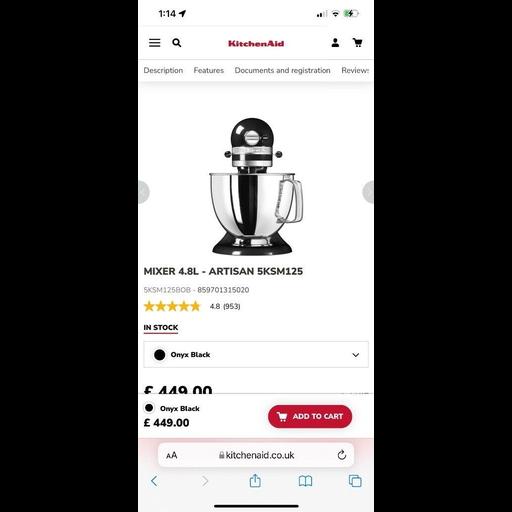 1:14
KitchenAid
Description Features Documents and registration Reviews
MIXER 4.8L - ARTISAN 5KSM125
5KSM125BOB - 859701315020
4.8 (953)
IN STOCK
Onyx Black
£ 449.00
Onyx Black
£ 449.00
ADD TO CART
AA
kitchenaid.co.uk